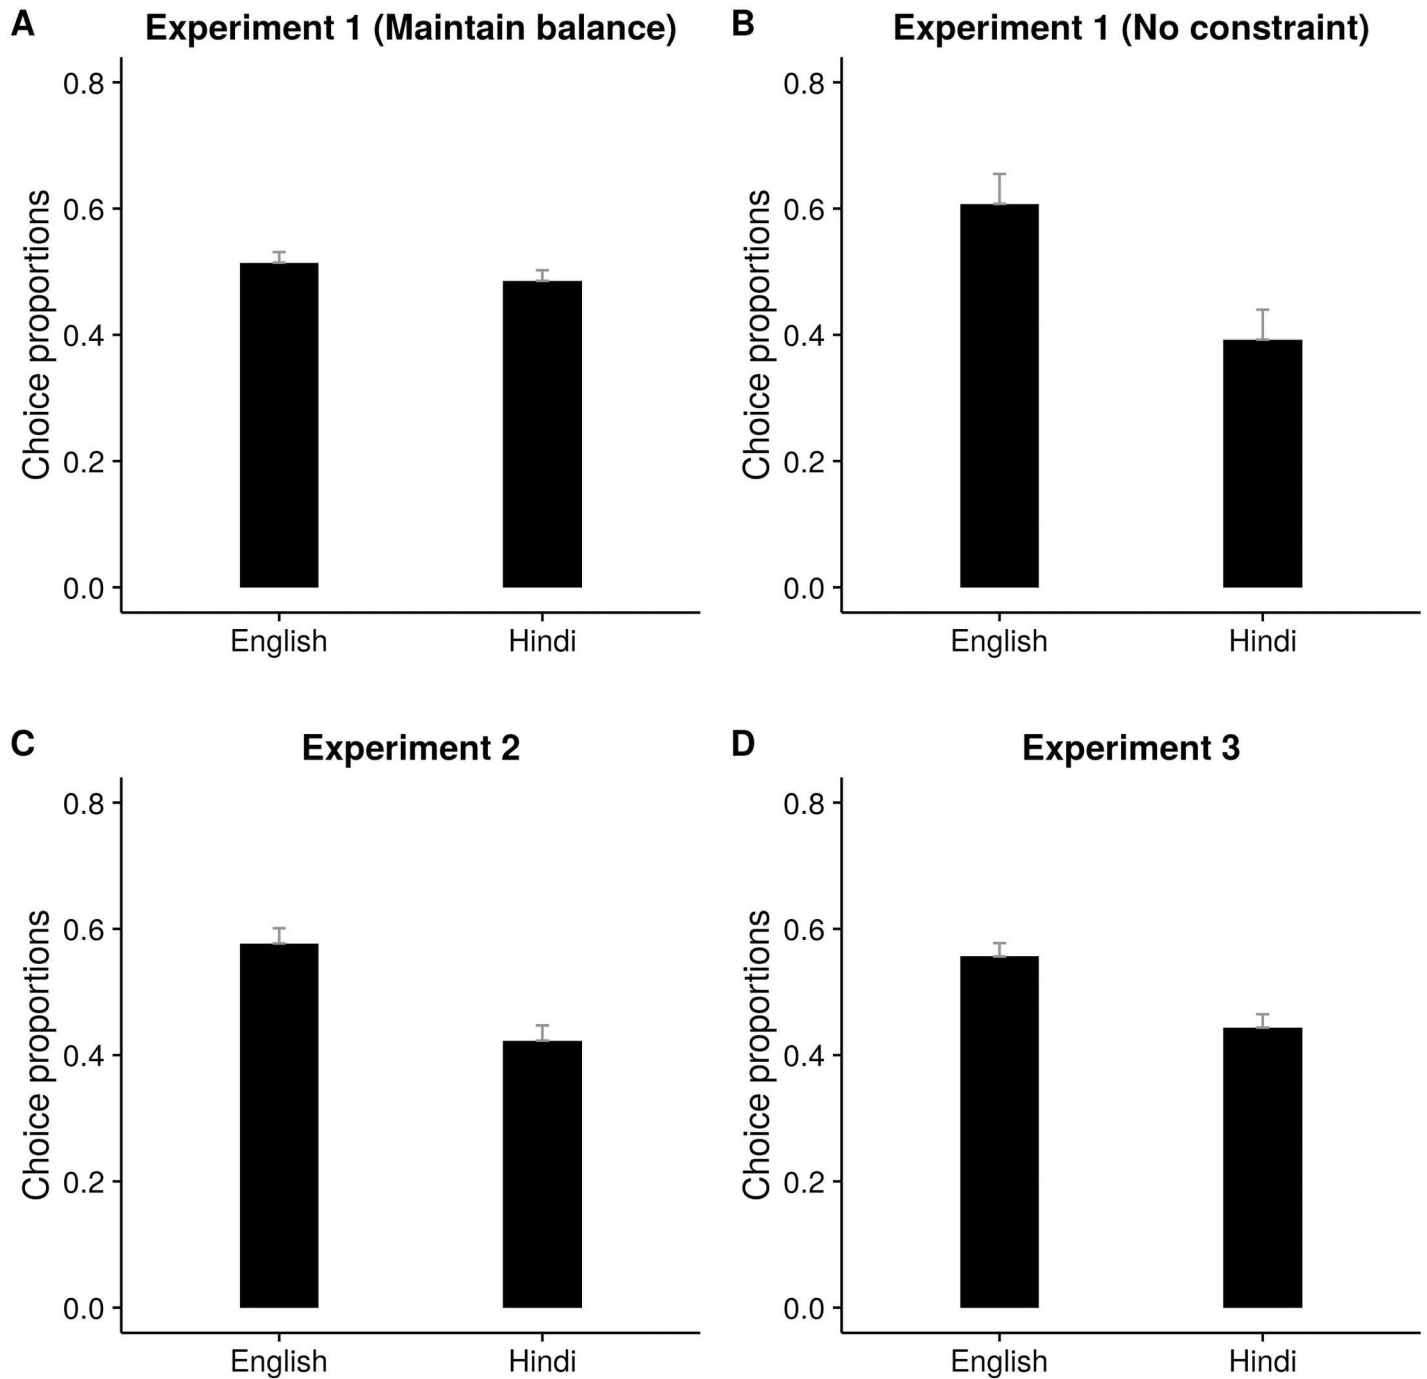 A
Experiment 1 (Maintain balance)
Choice proportions
0.8
0.6
0.4
0.2
0.0
English
Hindi
B
Experiment 1 (No constraint)
Choice proportions
0.8
0.6
0.4
0.2
0.0
English
Hindi
C
Experiment 2
Choice proportions
0.8
0.6
0.4
0.2
0.0
English
Hindi
D
Experiment 3
Choice proportions
0.8
0.6
0.4
0.2
0.0
English
Hindi